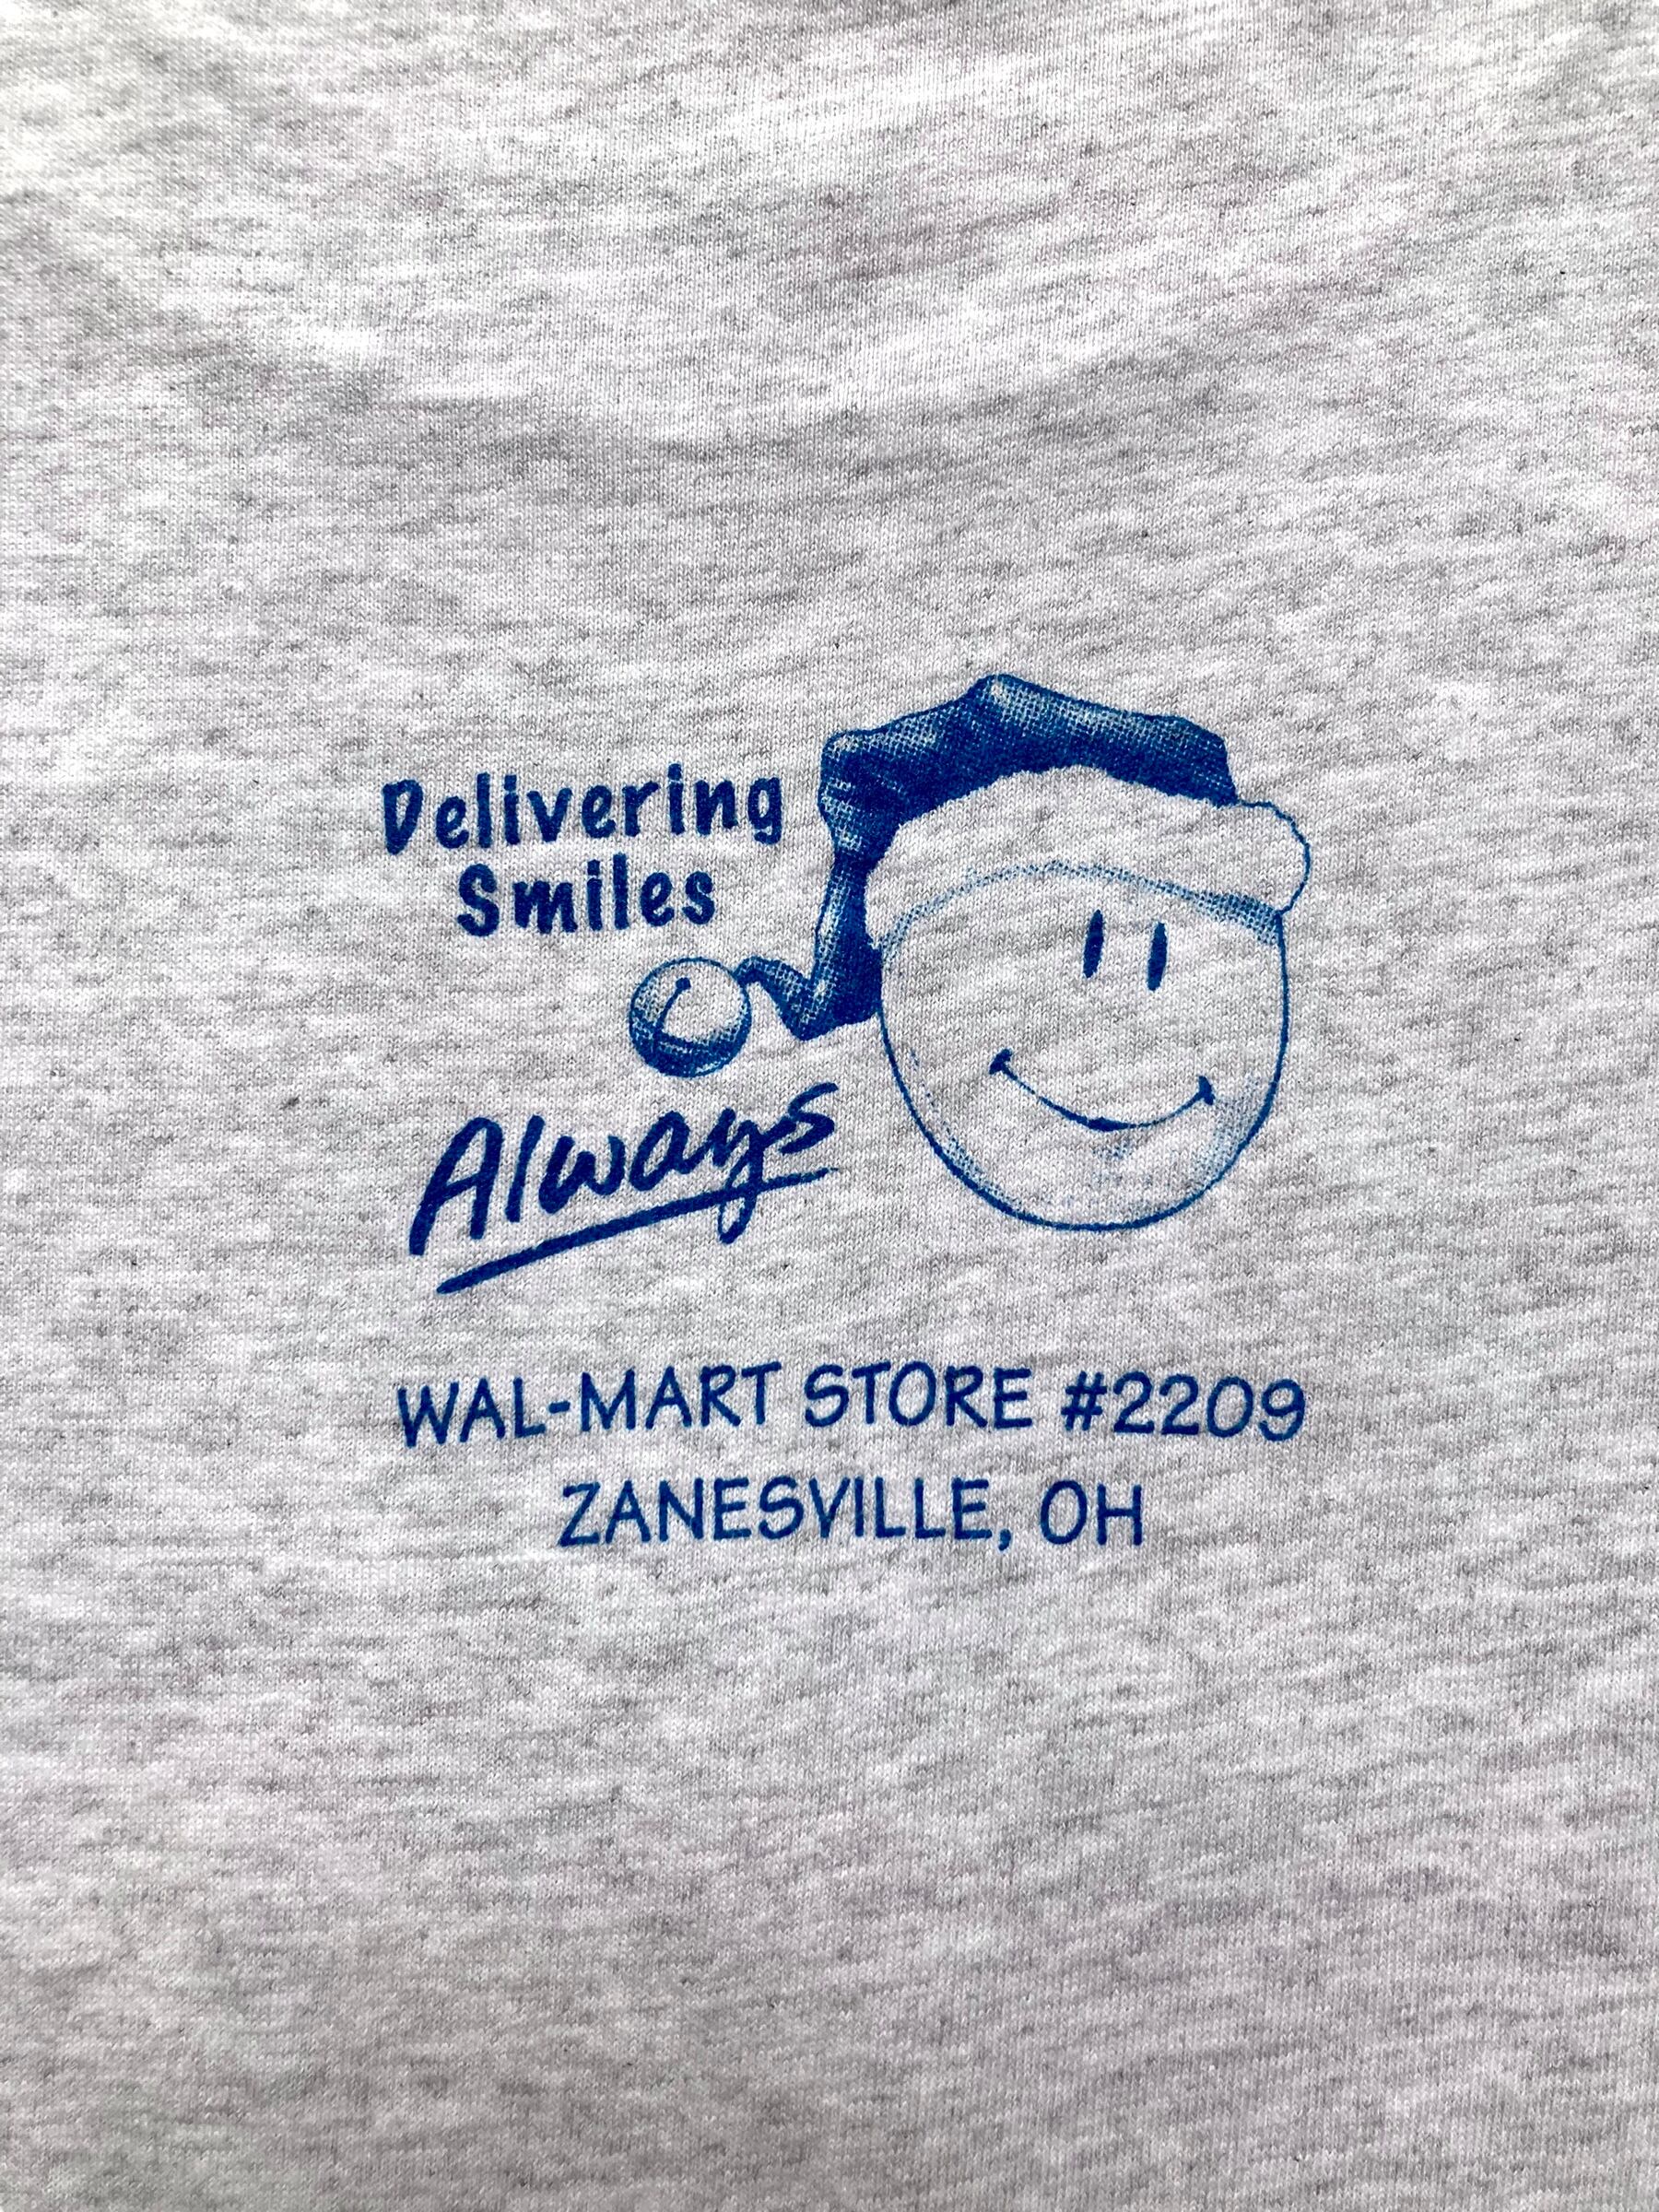 Delivering
Smiles
Always
WAL-MART STORE #2209
ZANESVILLE, OH